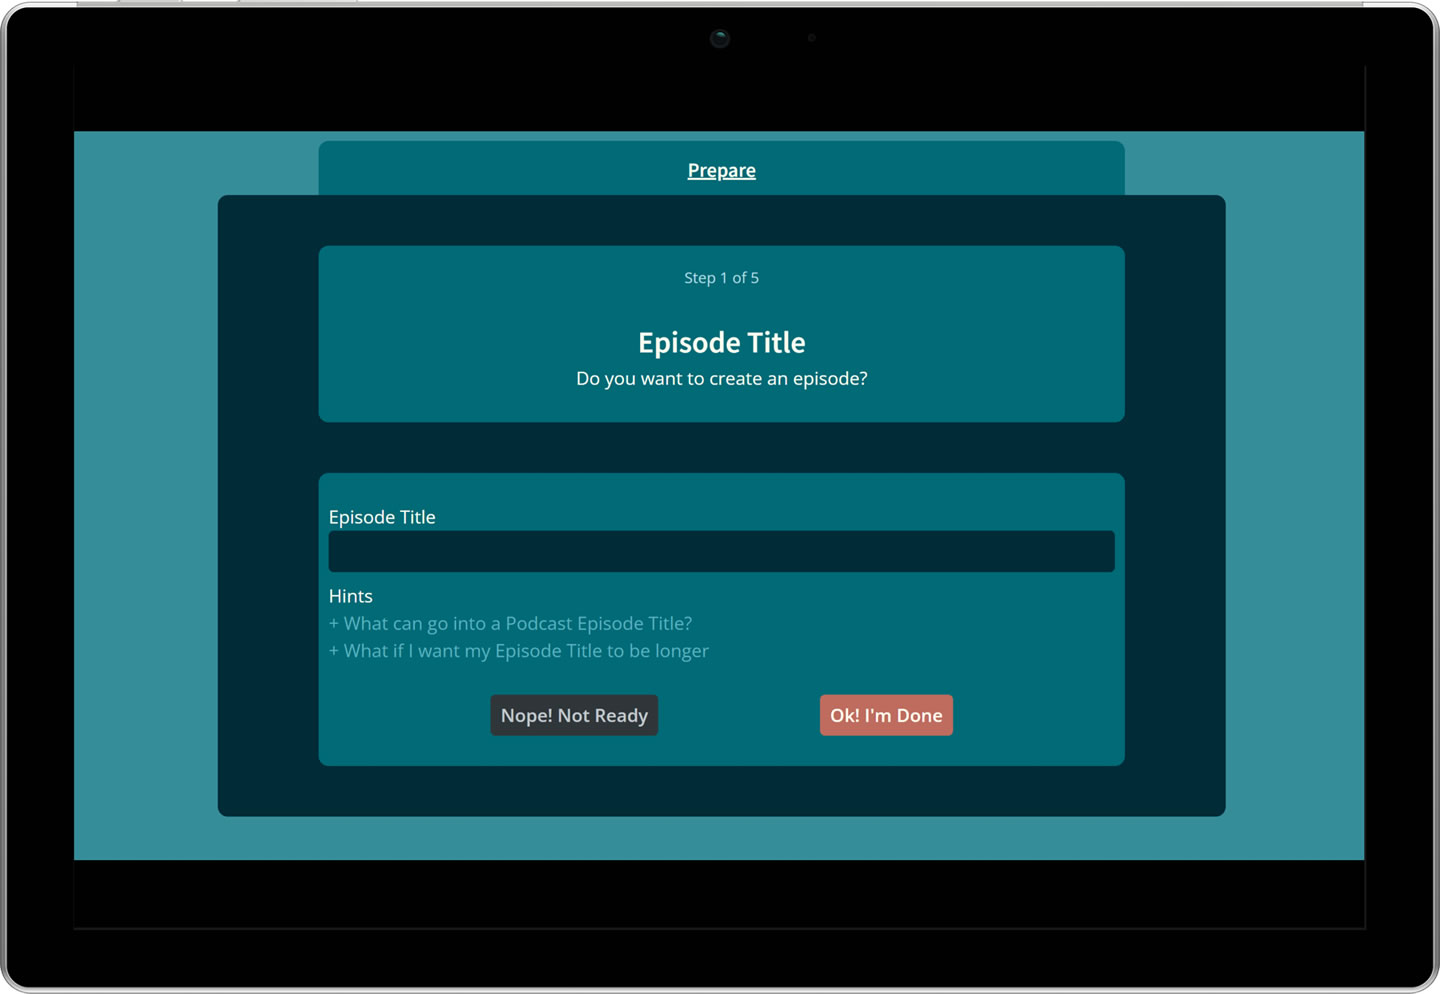 Prepare
Step 1 of 5
Episode Title
Do you want to create an episode?
Episode Title
Hints
+ What can go into a Podcast Episode Title?
+ What if I want my Episode Title to be longer
Nope! Not Ready
Ok! I'm Done